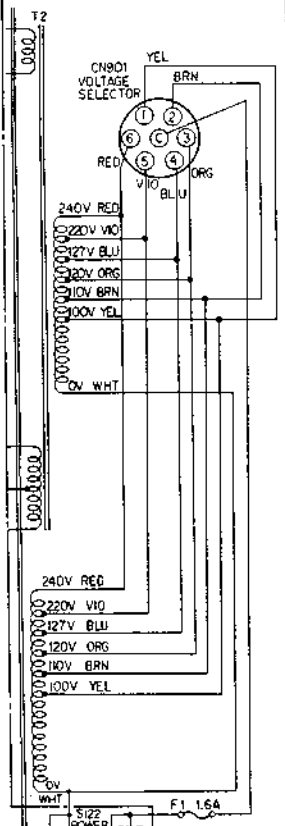 T2
CN901
VOLTAGE
SELECTOR
YEL
BRN
1
2
6
C
3
5
4
RED
VIO
BLU
ORG
240V RED
220V VIO
127V BLU
120V ORG
110V BRN
100V YEL
0V WHT
240V RED
220V VIO
127V BLU
120V ORG
110V BRN
100V YEL
0V
WHT
S122
POWER
F1 1.6A